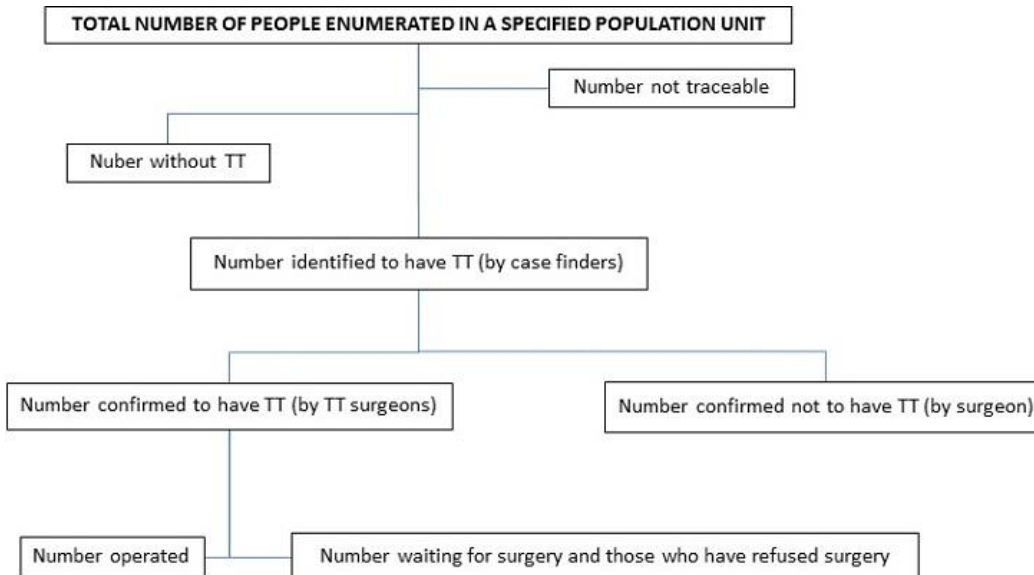 TOTAL NUMBER OF PEOPLE ENUMERATED IN A SPECIFIED POPULATION UNIT
Number not traceable
Nuber without TT
Number identified to have TT (by case finders)
Number confirmed to have TT (by TT surgeons)
Number confirmed not to have TT (by surgeon)
Number operated
Number waiting for surgery and those who have refused surgery